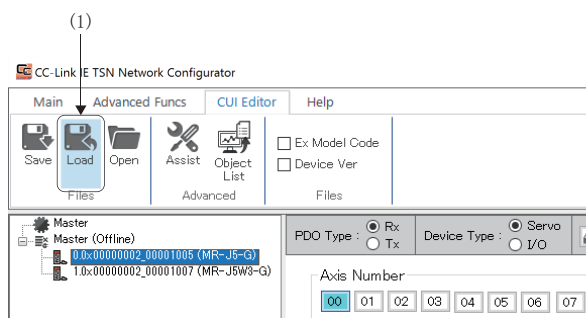 (1)
CC-Link IE TSN Network Configurator
Main Advanced Funcs CUI Editor Help
Save Load Open Assist Object List
Ex Model Code
Device Ver
Files Advanced Files
Master
Master (Offline)
0.0x00000002_00001005 (MR-J5-G)
1.0x00000002_00001007 (MR-J5W3-G)
PDO Type : Rx Tx
Device Type : Servo I/O
Axis Number
00 01 02 03 04 05 06 07